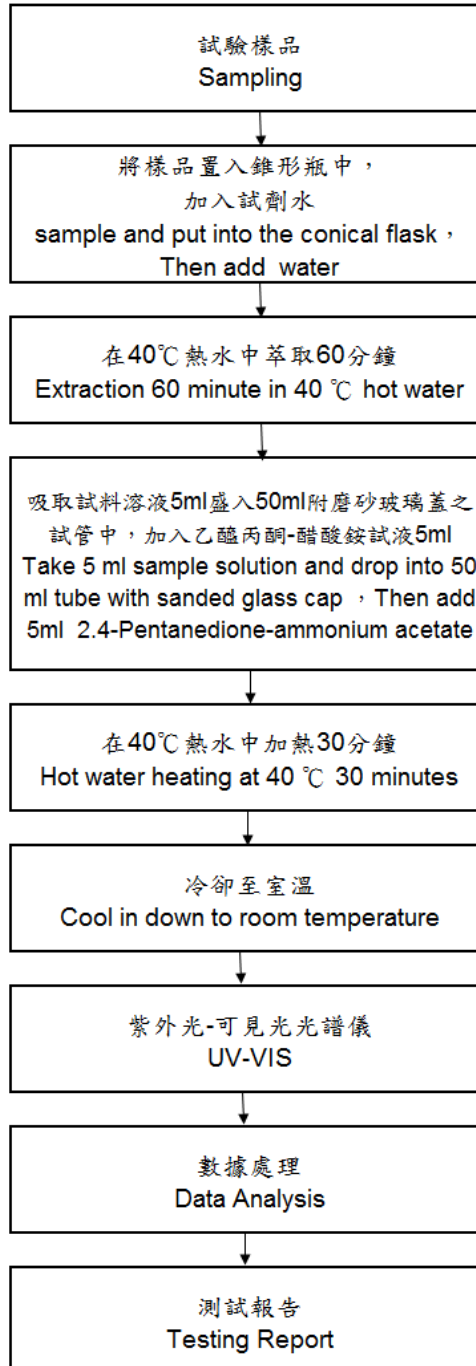 試驗樣品
Sampling
將樣品置入錐形瓶中，
加入試劑水
sample and put into the conical flask，
Then add water
在40℃熱水中萃取60分鐘
Extraction 60 minute in 40 ℃ hot water
吸取試料溶液5ml盛入50ml附磨砂玻璃蓋之
試管中，加入乙醯丙酮-醋酸銨試液5ml
Take 5 ml sample solution and drop into 50
ml tube with sanded glass cap ，Then add
5ml 2.4-Pentanedione-ammonium acetate
在40℃熱水中加熱30分鐘
Hot water heating at 40 ℃ 30 minutes
冷卻至室溫
Cool in down to room temperature
紫外光-可見光光譜儀
UV-VIS
數據處理
Data Analysis
測試報告
Testing Report